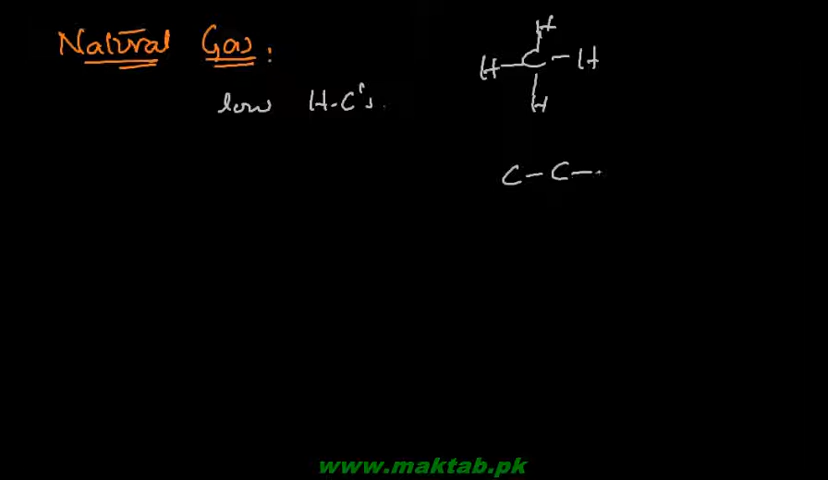 Natural Gas:
low H-C's.
H
H-C-H
H
C-C-
www.maktab.pk